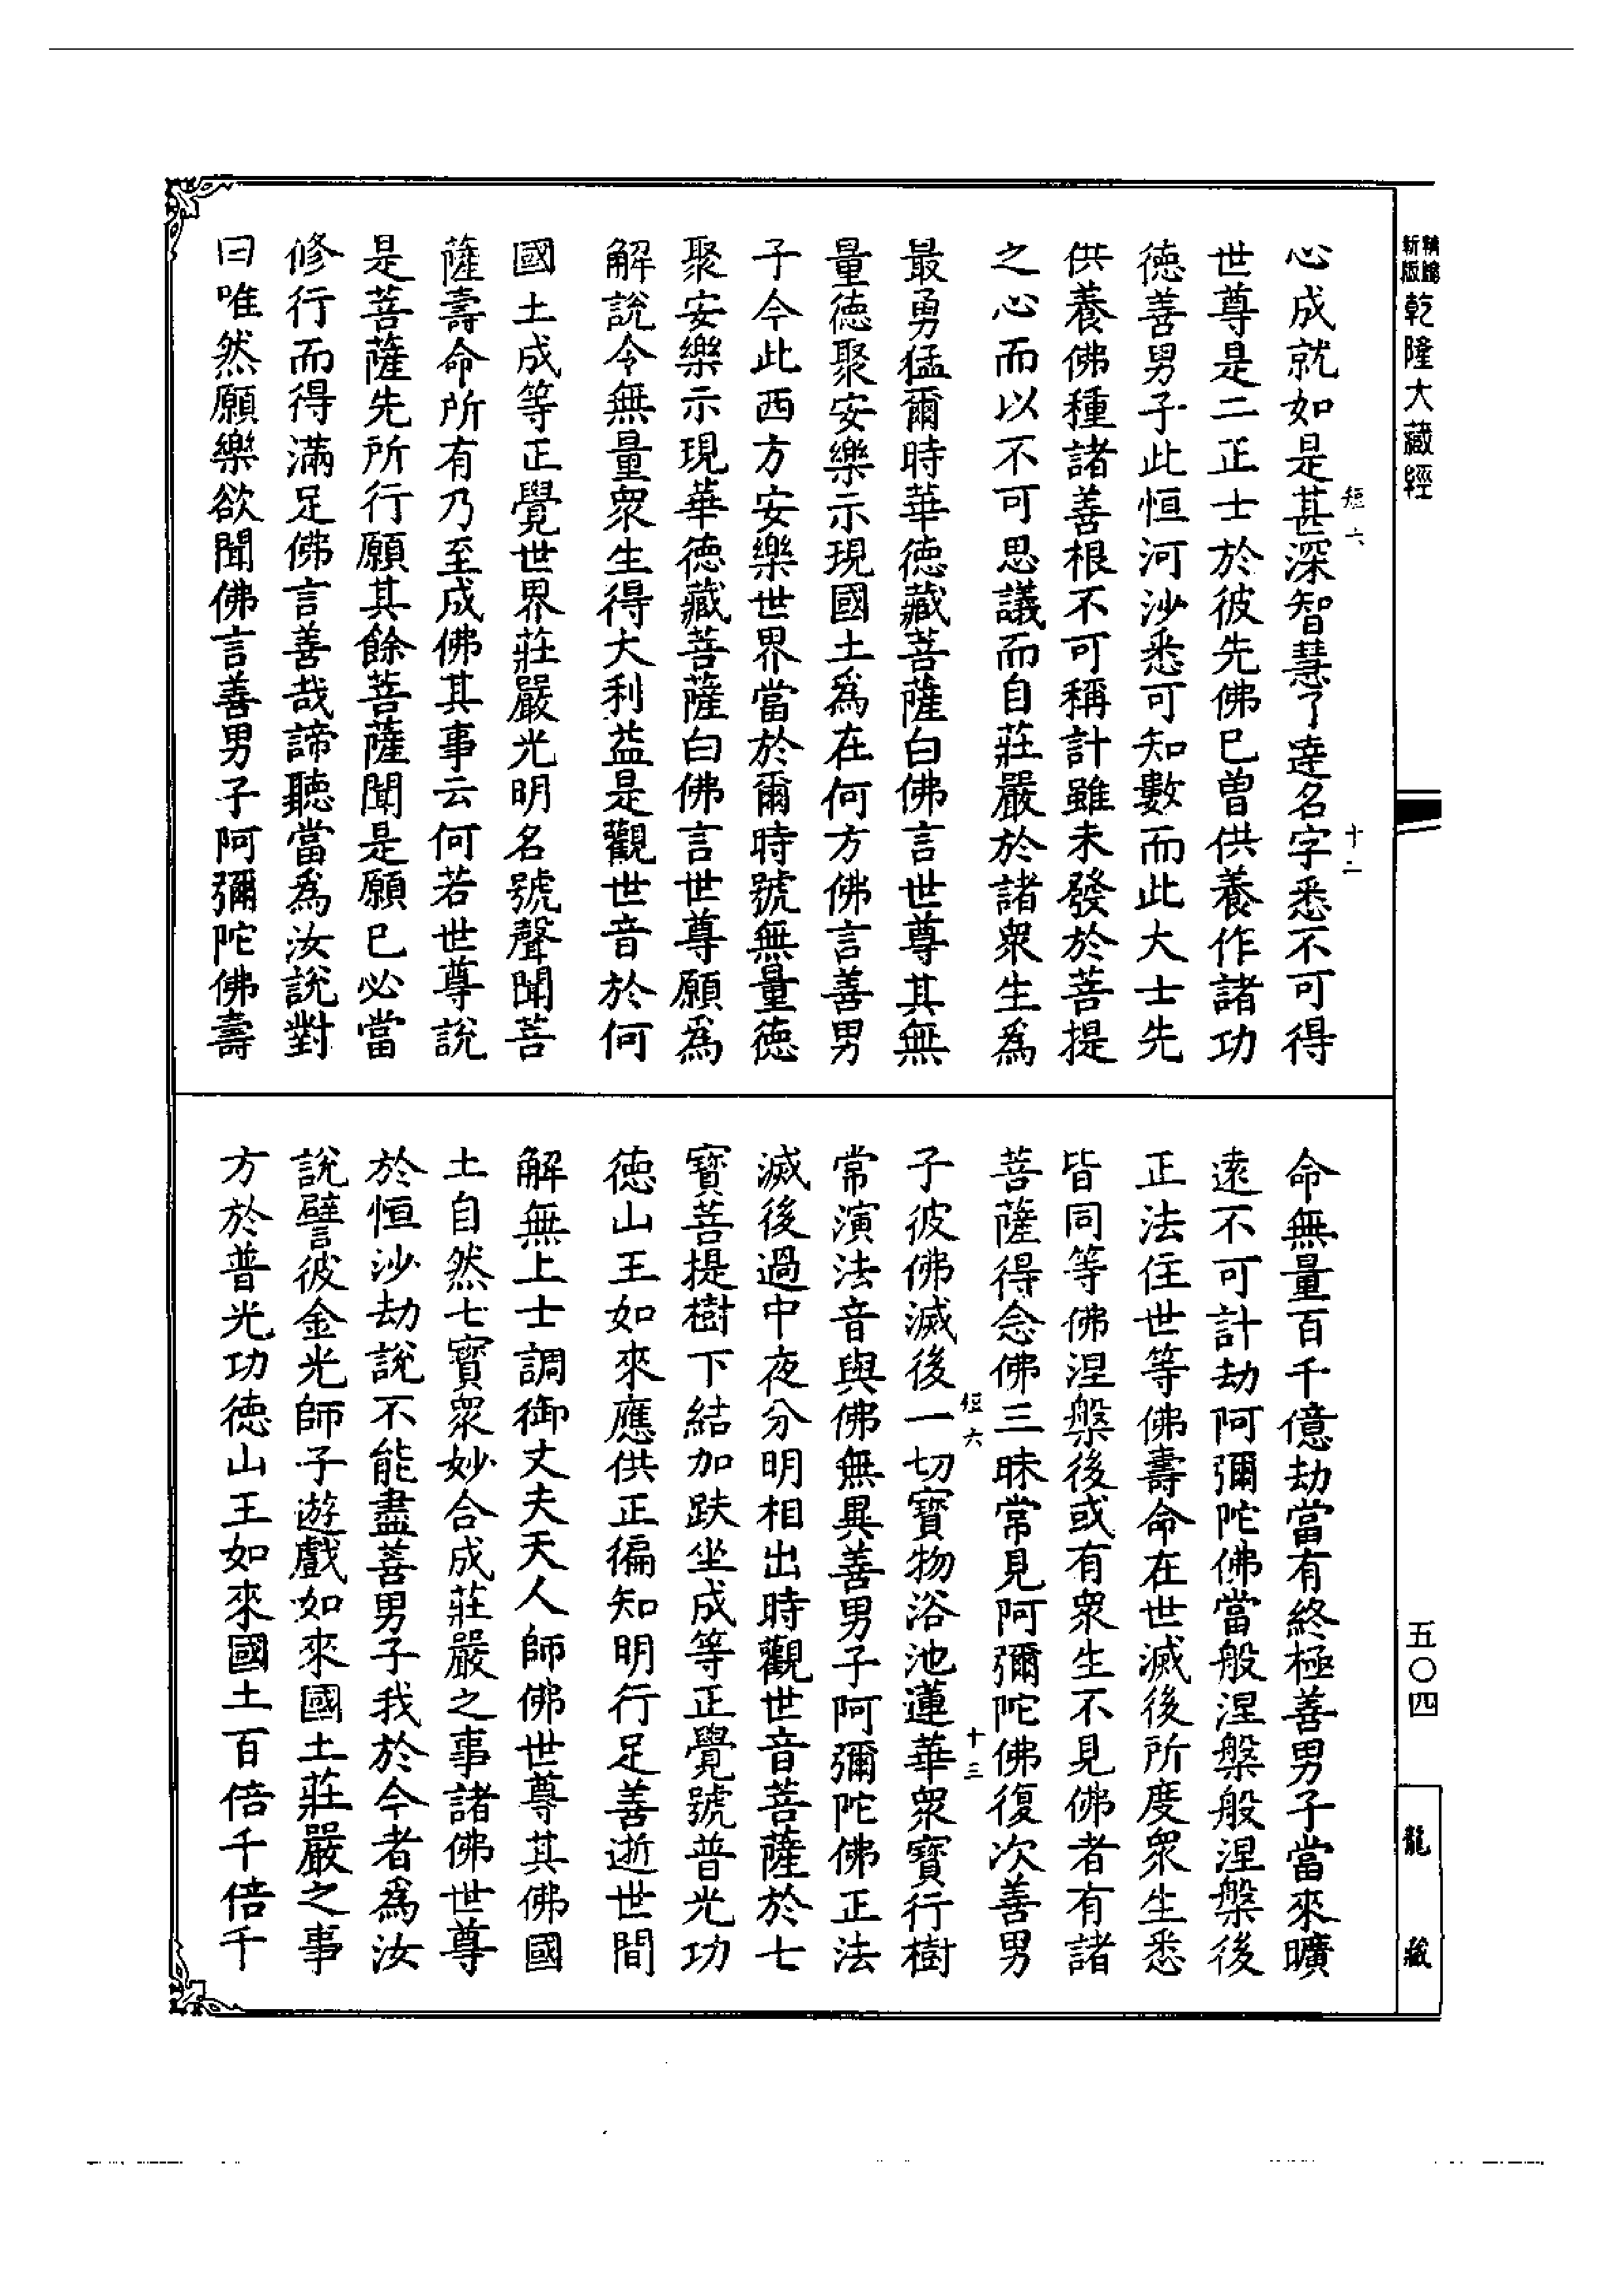 精縮新版乾隆大藏經
短六 十二
心成就如是甚深智慧了達名字悉不可得
世尊是二正士於彼先佛已曾供養作諸功
德善男子此恒河沙悉可知數而此大士先
供養佛種諸善根不可稱計雖未發於菩提
之心而以不可思議而自莊嚴於諸衆生爲
最勇猛爾時華德藏菩薩白佛言世尊其無
量德聚安樂示現國土爲在何方佛言善男
子今此西方安樂世界當於爾時號無量德
聚安樂示現華德藏菩薩白佛言世尊願爲
解說令無量衆生得大利益是觀世音於何
國土成等正覺世界莊嚴光明名號聲聞菩
薩壽命所有乃至成佛其事云何若世尊說
是菩薩先所行願其餘菩薩聞是願已必當
修行而得滿足佛言善哉諦聽當爲汝說對
曰唯然願樂欲聞佛言善男子阿彌陀佛壽
命無量百千億劫當有終極善男子當來曠
遠不可計劫阿彌陀佛當般涅槃般涅槃後
正法住世等佛壽命在世滅後所度衆生悉
皆同等佛涅槃後或有衆生不見佛者有諸
菩薩得念佛三昧常見阿彌陀佛復次善男
短六 十三
子彼佛滅後一切寶物浴池蓮華衆寶行樹
常演法音與佛無異善男子阿彌陀佛正法
滅後過中夜分明相出時觀世音菩薩於七
寶菩提樹下結加趺坐成等正覺號普光功
德山王如來應供正徧知明行足善逝世間
解無上士調御丈夫天人師佛世尊其佛國
土自然七寶衆妙合成莊嚴之事諸佛世尊
於恒沙劫說不能盡善男子我於今者爲汝
說譬彼金光師子遊戲如來國土莊嚴之事
方於普光功德山王如來國土百倍千倍千
五〇四
龍藏